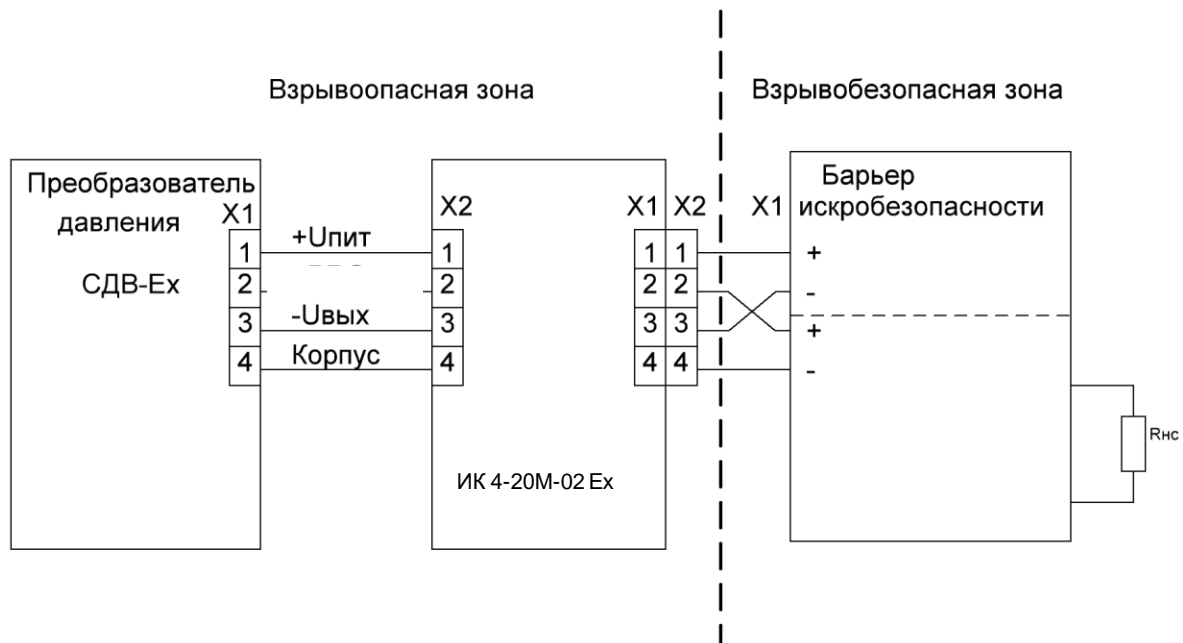 Взрывоопасная зона
Взрывобезопасная зона
Преобразователь
давления
СДВ-Ех
X1
1
2
3
4
+Uпит
-Uвых
Корпус
X2
1
2
3
4
ИК 4-20М-02 Ех
X1 X2
1 1
2 2
3 3
4 4
X1
Барьер
искробезопасности
+
-
+
-
Rнс